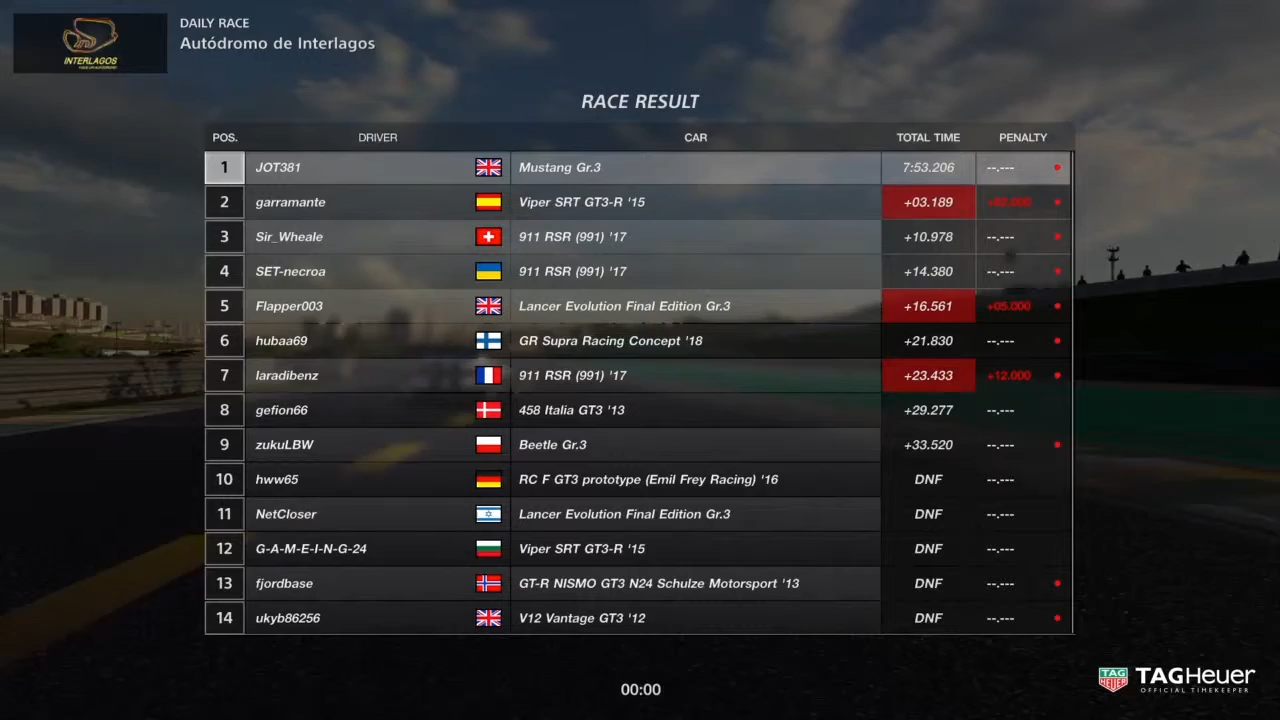 DAILY RACE
Autódromo de Interlagos
INTERLAGOS
RACE RESULT
POS. DRIVER CAR TOTAL TIME PENALTY
1 JOT381 Mustang Gr.3 7:53.206 --.---
2 garramante Viper SRT GT3-R '15 +03.189 +02.000
3 Sir_Wheale 911 RSR (991) '17 +10.978 --.---
4 SET-necroa 911 RSR (991) '17 +14.380 --.---
5 Flapper003 Lancer Evolution Final Edition Gr.3 +16.561 +05.000
6 hubaa69 GR Supra Racing Concept '18 +21.830 --.---
7 laradibenz 911 RSR (991) '17 +23.433 +12.000
8 gefion66 458 Italia GT3 '13 +29.277 --.---
9 zukuLBW Beetle Gr.3 +33.520 --.---
10 hww65 RC F GT3 prototype (Emil Frey Racing) '16 DNF --.---
11 NetCloser Lancer Evolution Final Edition Gr.3 DNF --.---
12 G-A-M-E-I-N-G-24 Viper SRT GT3-R '15 DNF --.---
13 fjordbase GT-R NISMO GT3 N24 Schulze Motorsport '13 DNF --.---
14 ukyb86256 V12 Vantage GT3 '12 DNF --.---
00:00
TAG HEUER TAGHeuer
OFFICIAL TIMEKEEPER